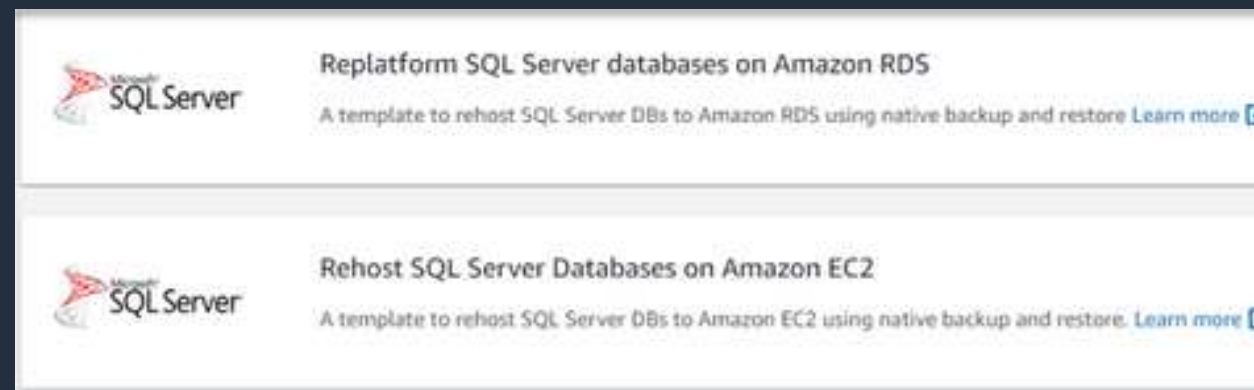 Microsoft
SQL Server
Replatform SQL Server databases on Amazon RDS
A template to rehost SQL Server DBs to Amazon RDS using native backup and restore Learn more
Microsoft
SQL Server
Rehost SQL Server Databases on Amazon EC2
A template to rehost SQL Server DBs to Amazon EC2 using native backup and restore. Learn more